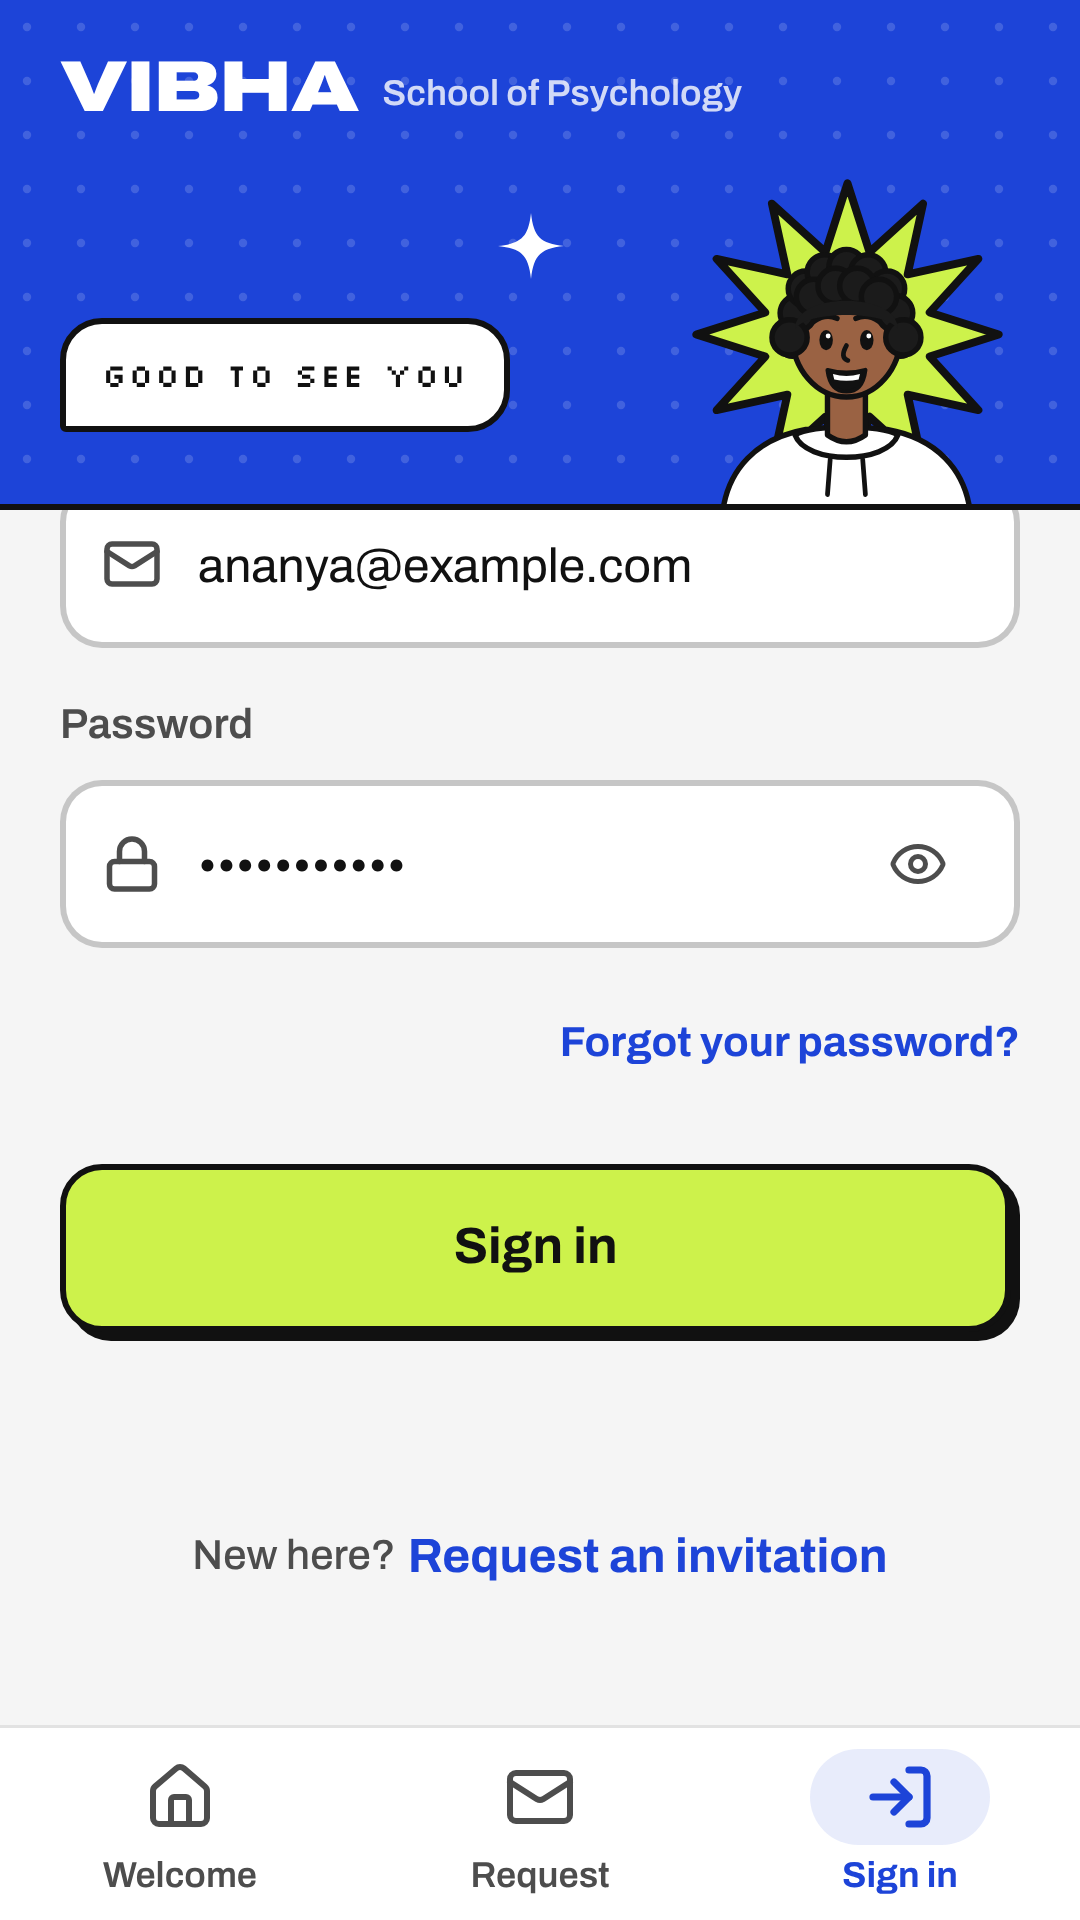 VIBHA School of Psychology
GOOD TO SEE YOU
ananya@example.com
Password
•••••••••••
Forgot your password?
Sign in
New here? Request an invitation
Welcome
Request
Sign in